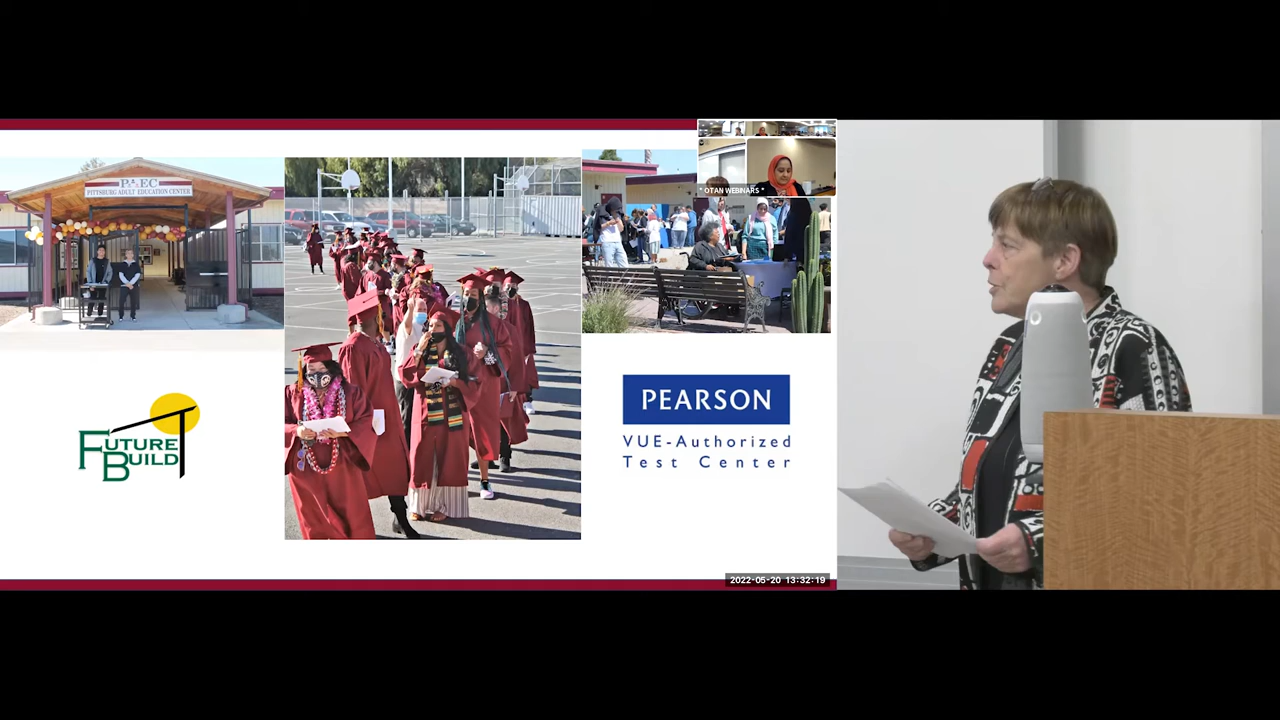 PAEC
PITTSBURG ADULT EDUCATION CENTER
* OTAN WEBINARS *
FUTURE
BUILD
PEARSON
VUE-Authorized
Test Center
2022-05-20 13:32:19